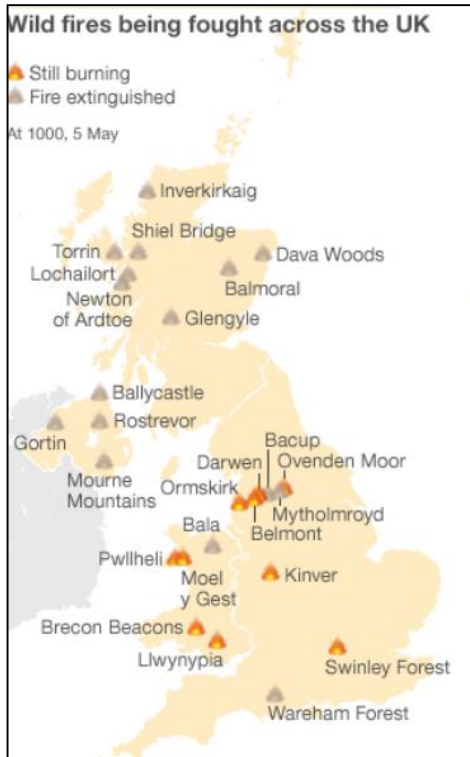 Wild fires being fought across the UK
Still burning
Fire extinguished
At 1000, 5 May
Inverkirkaig
Shiel Bridge
Torrin
Dava Woods
Lochailort
Balmoral
Newton
of Ardtoe
Glengyle
Ballycastle
Rostrevor
Gortin
Mourne
Mountains
Bacup
Darwen
Ovenden Moor
Ormskirk
Mytholmroyd
Belmont
Bala
Pwllheli
Moel
y Gest
Kinver
Brecon Beacons
Llwynypia
Swinley Forest
Wareham Forest